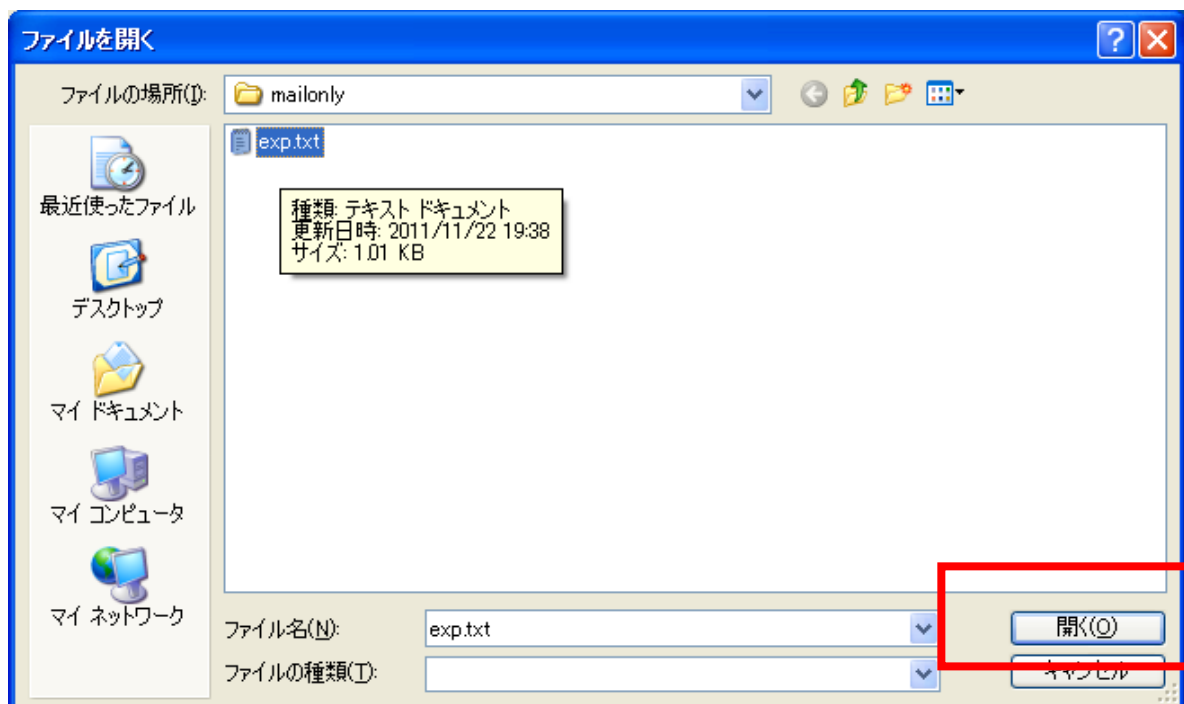 ファイルを開く
ファイルの場所(I):
mailonly
exp.txt
種類: テキスト ドキュメント
更新日時: 2011/11/22 19:38
サイズ: 1.01 KB
最近使ったファイル
デスクトップ
マイ ドキュメント
マイ コンピュータ
マイ ネットワーク
ファイル名(N):
exp.txt
開く(O)
ファイルの種類(T):
キャンセル